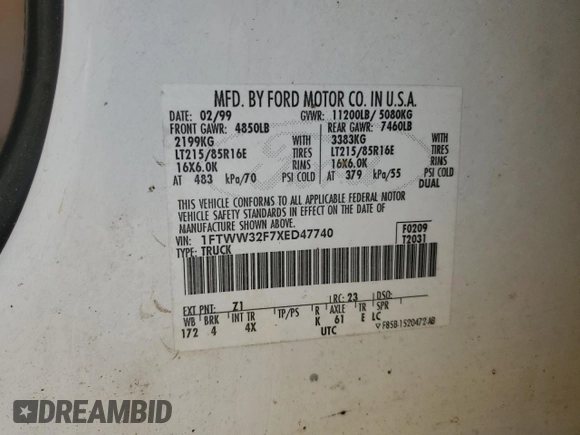 MFD. BY FORD MOTOR CO. IN U.S.A.
DATE: 02/99 GVWR: 11200LB/ 5080KG
FRONT GAWR: 4850LB REAR GAWR: 7460LB
2199KG WITH 3383KG WITH
LT215/85R16E TIRES LT215/85R16E TIRES
16X6.0K RIMS 16X6.0K RIMS
AT 483 kPa/70 PSI COLD AT 379 kPa/55 PSI COLD
DUAL
THIS VEHICLE CONFORMS TO ALL APPLICABLE FEDERAL MOTOR
VEHICLE SAFETY STANDARDS IN EFFECT ON THE DATE OF
MANUFACTURE SHOWN ABOVE.
VIN: 1FTWW32F7XED47740 F0209
TYPE: TRUCK T2031
EXT PNT: Z1 RC: 23 DSO:
WB BRK INT TR TP/PS R AXLE TR SPR
172 4 4X K 61 E LC
UTC F85B-1520472-AB
DREAMBID